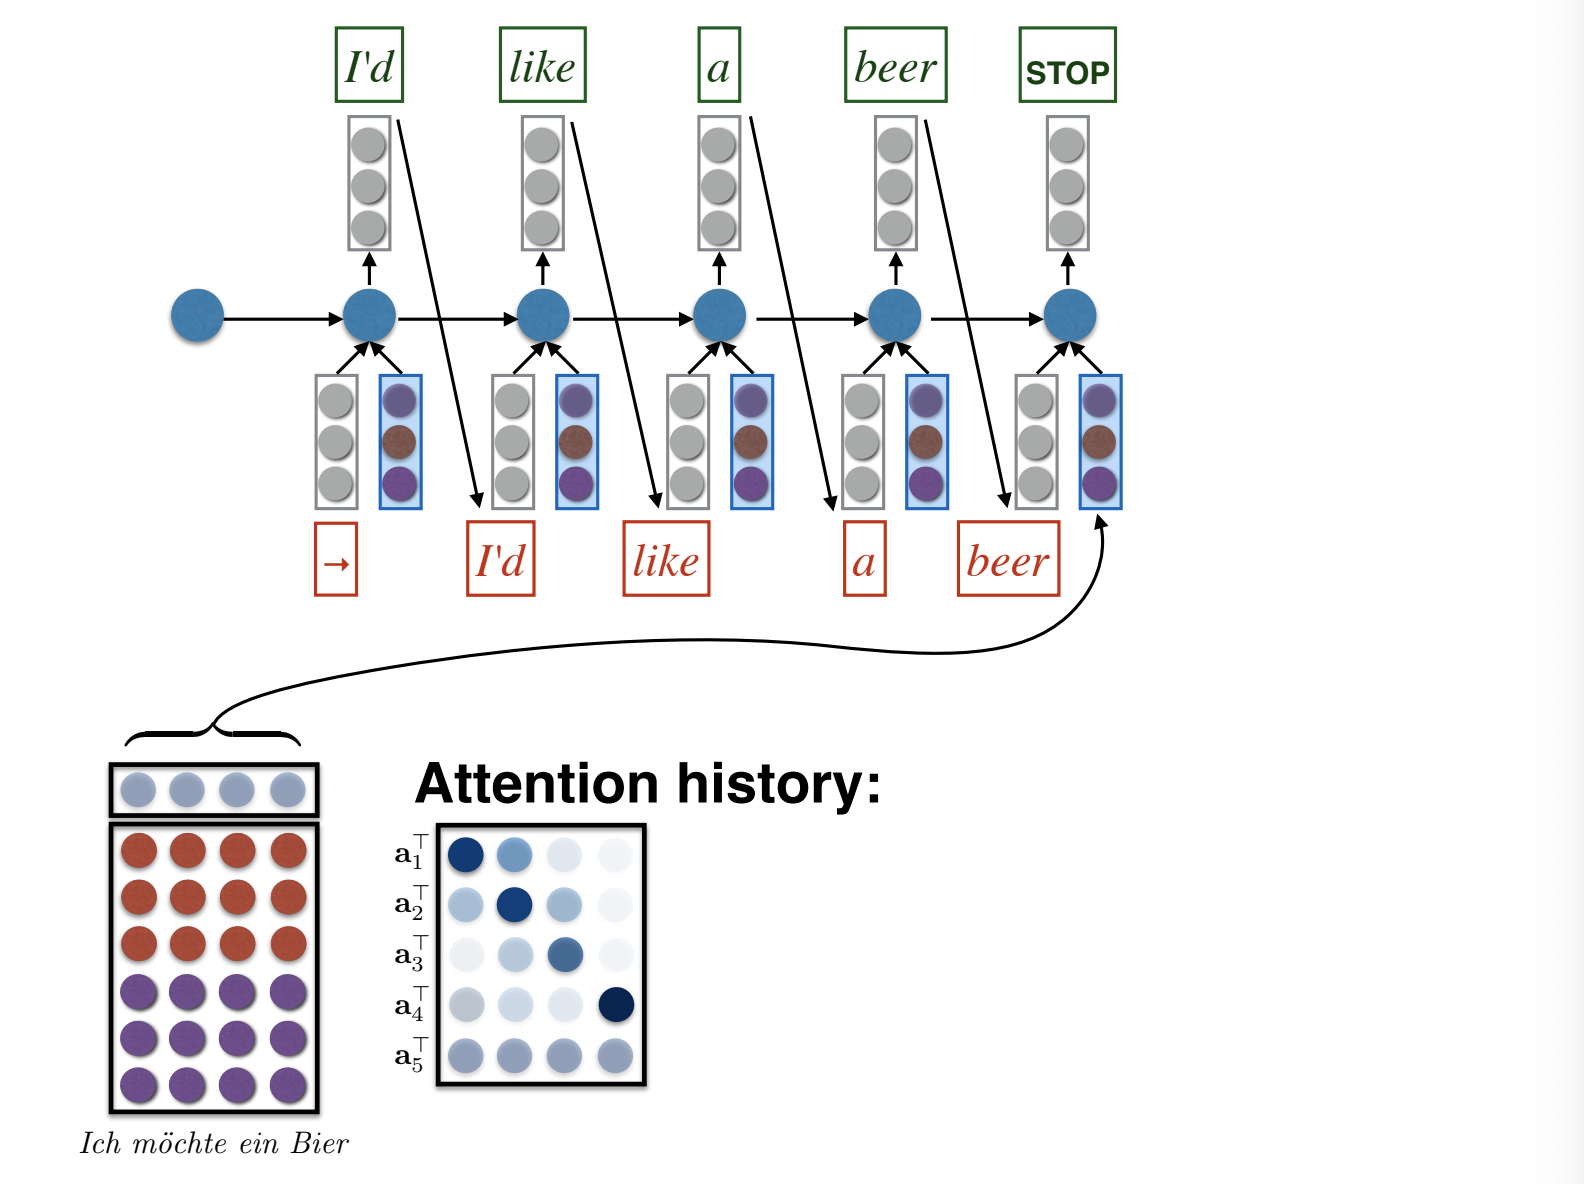 I'd like a beer STOP
→ I'd like a beer
Attention history:
a₁⊤
a₂⊤
a₃⊤
a₄⊤
a₅⊤
Ich möchte ein Bier